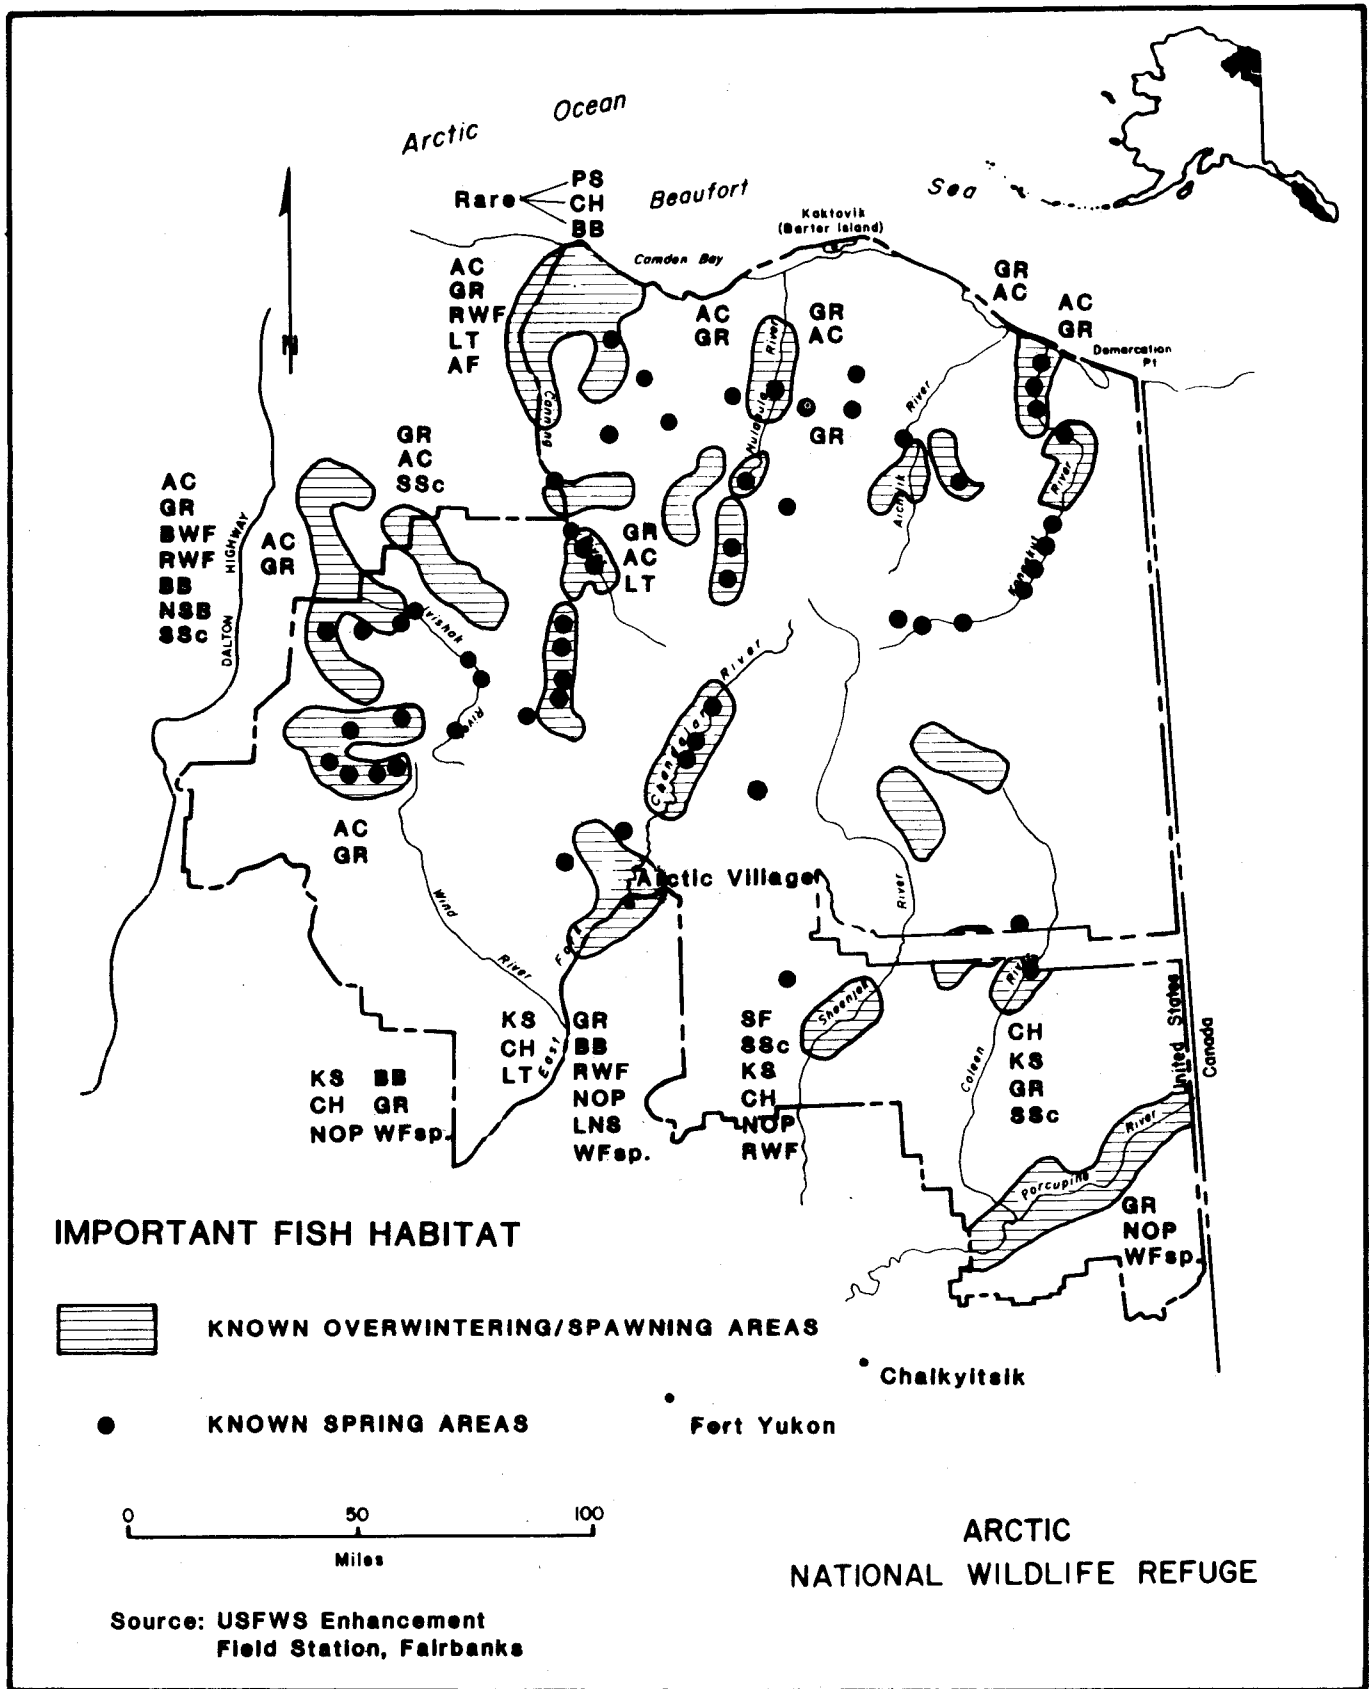 Arctic Ocean
Beaufort Sea
Rare
PS
CH
BB
Kaktovik
(Barter Island)
Camden Bay
AC
GR
RWF
LT
AF
AC
GR
GR
AC
GR
AC
AC
GR
Demarcation
Pt
N
River
Hulahula
GR
River
Aichilik
River
Kongakut
Canning
River
GR
AC
SSc
AC
GR
BWF
RWF
BB
NSB
SSc
DALTON HIGHWAY
AC
GR
GR
AC
LT
Ivishak
River
River
Chandalar
AC
GR
Wind
River
Arctic Village
East Fork
River
Sheenjek
River
Coleen
KS
CH
LT
GR
BB
RWF
NOP
LNS
WFsp.
KS BB
CH GR
NOP WFsp.
SF
SSc
KS
CH
NOP
RWF
CH
KS
GR
SSc
United States
Canada
Porcupine River
GR
NOP
WFsp.
IMPORTANT FISH HABITAT
KNOWN OVERWINTERING/SPAWNING AREAS
KNOWN SPRING AREAS
Chalkyitsik
Fort Yukon
0 50 100
Miles
ARCTIC
NATIONAL WILDLIFE REFUGE
Source: USFWS Enhancement
Field Station, Fairbanks